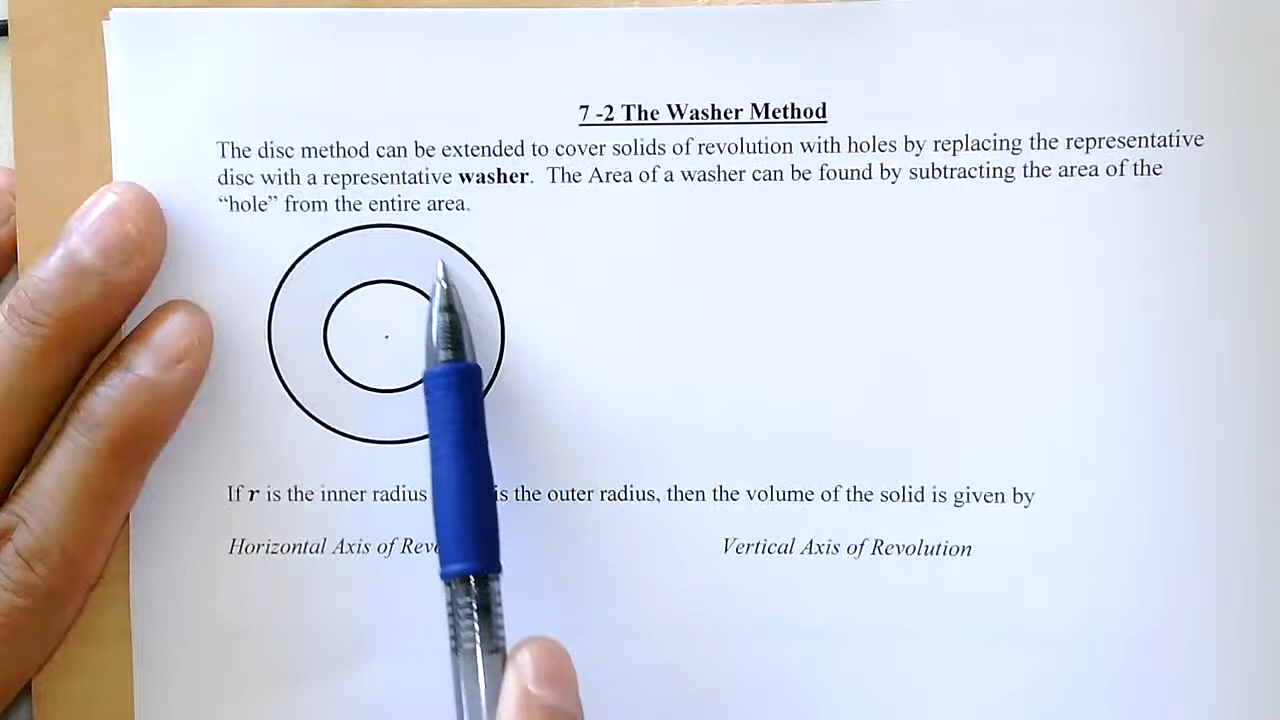 7 -2 The Washer Method
The disc method can be extended to cover solids of revolution with holes by replacing the representative
disc with a representative washer. The Area of a washer can be found by subtracting the area of the
“hole” from the entire area.
If r is the inner radius is the outer radius, then the volume of the solid is given by
Horizontal Axis of
Vertical Axis of Revolution